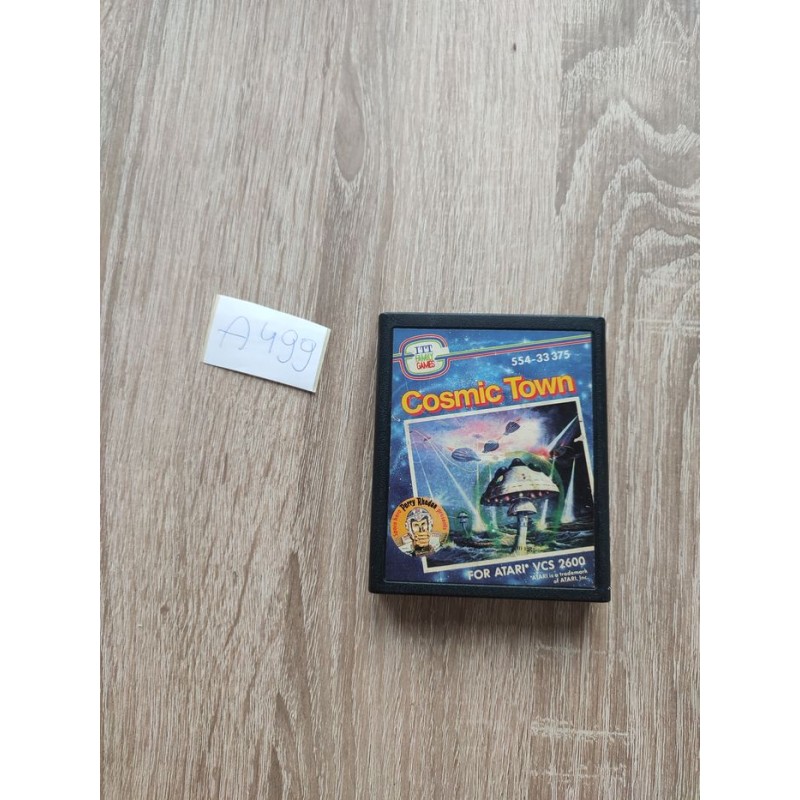 A499
ITT
FAMILY
GAMES
554-33 375
Cosmic Town
Perry Rhodan
FOR ATARI® VCS 2600
*ATARI is a trademark
of ATARI, Inc.